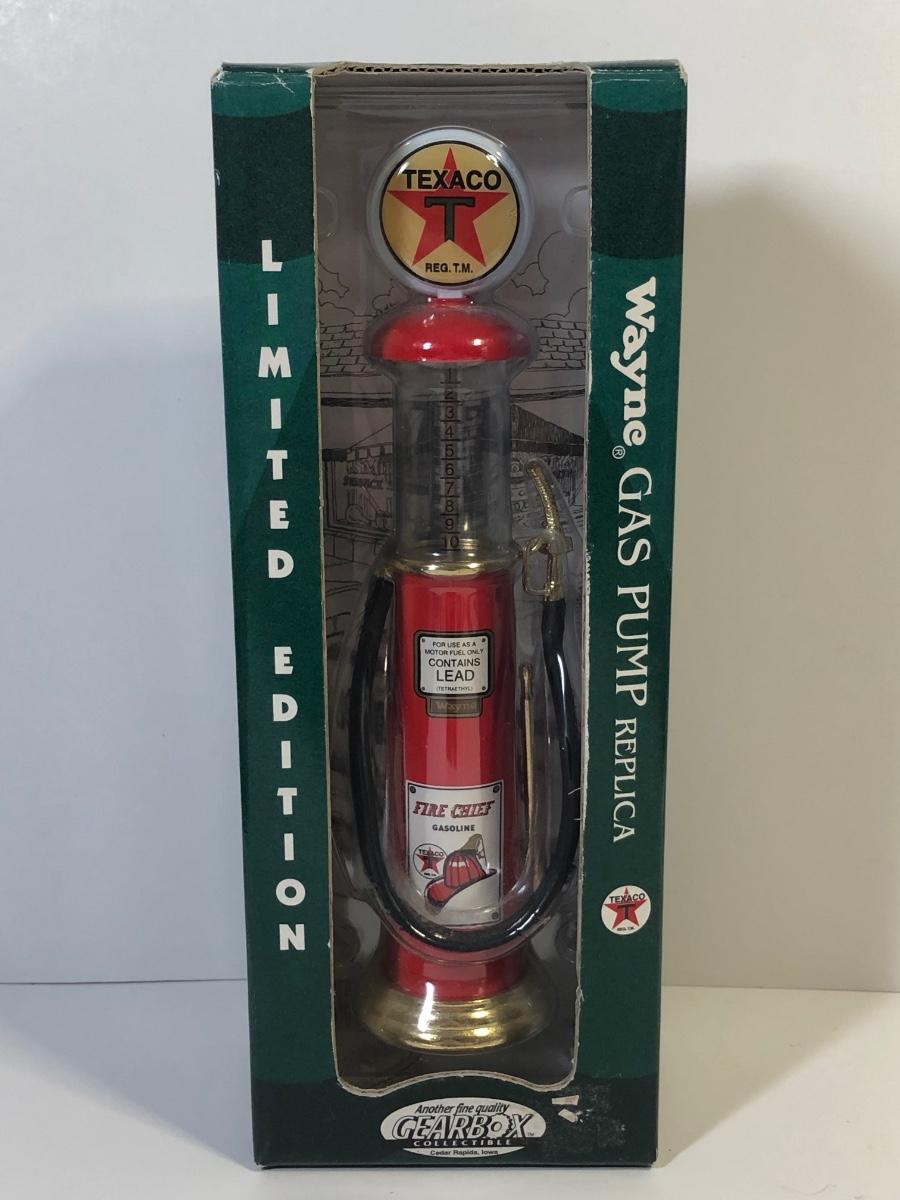 LIMITED EDITION
TEXACO
T
REG. T.M.
1
2
3
4
5
6
7
8
9
10
FOR USE AS A
MOTOR FUEL ONLY
CONTAINS
LEAD
(TETRAETHYL)
Wayne
FIRE CHIEF
GASOLINE
TEXACO
T
Wayne® GAS PUMP REPLICA
TEXACO
T
REG. T.M.
Another fine quality
GEARBOX™
COLLECTIBLE
Cedar Rapids, Iowa